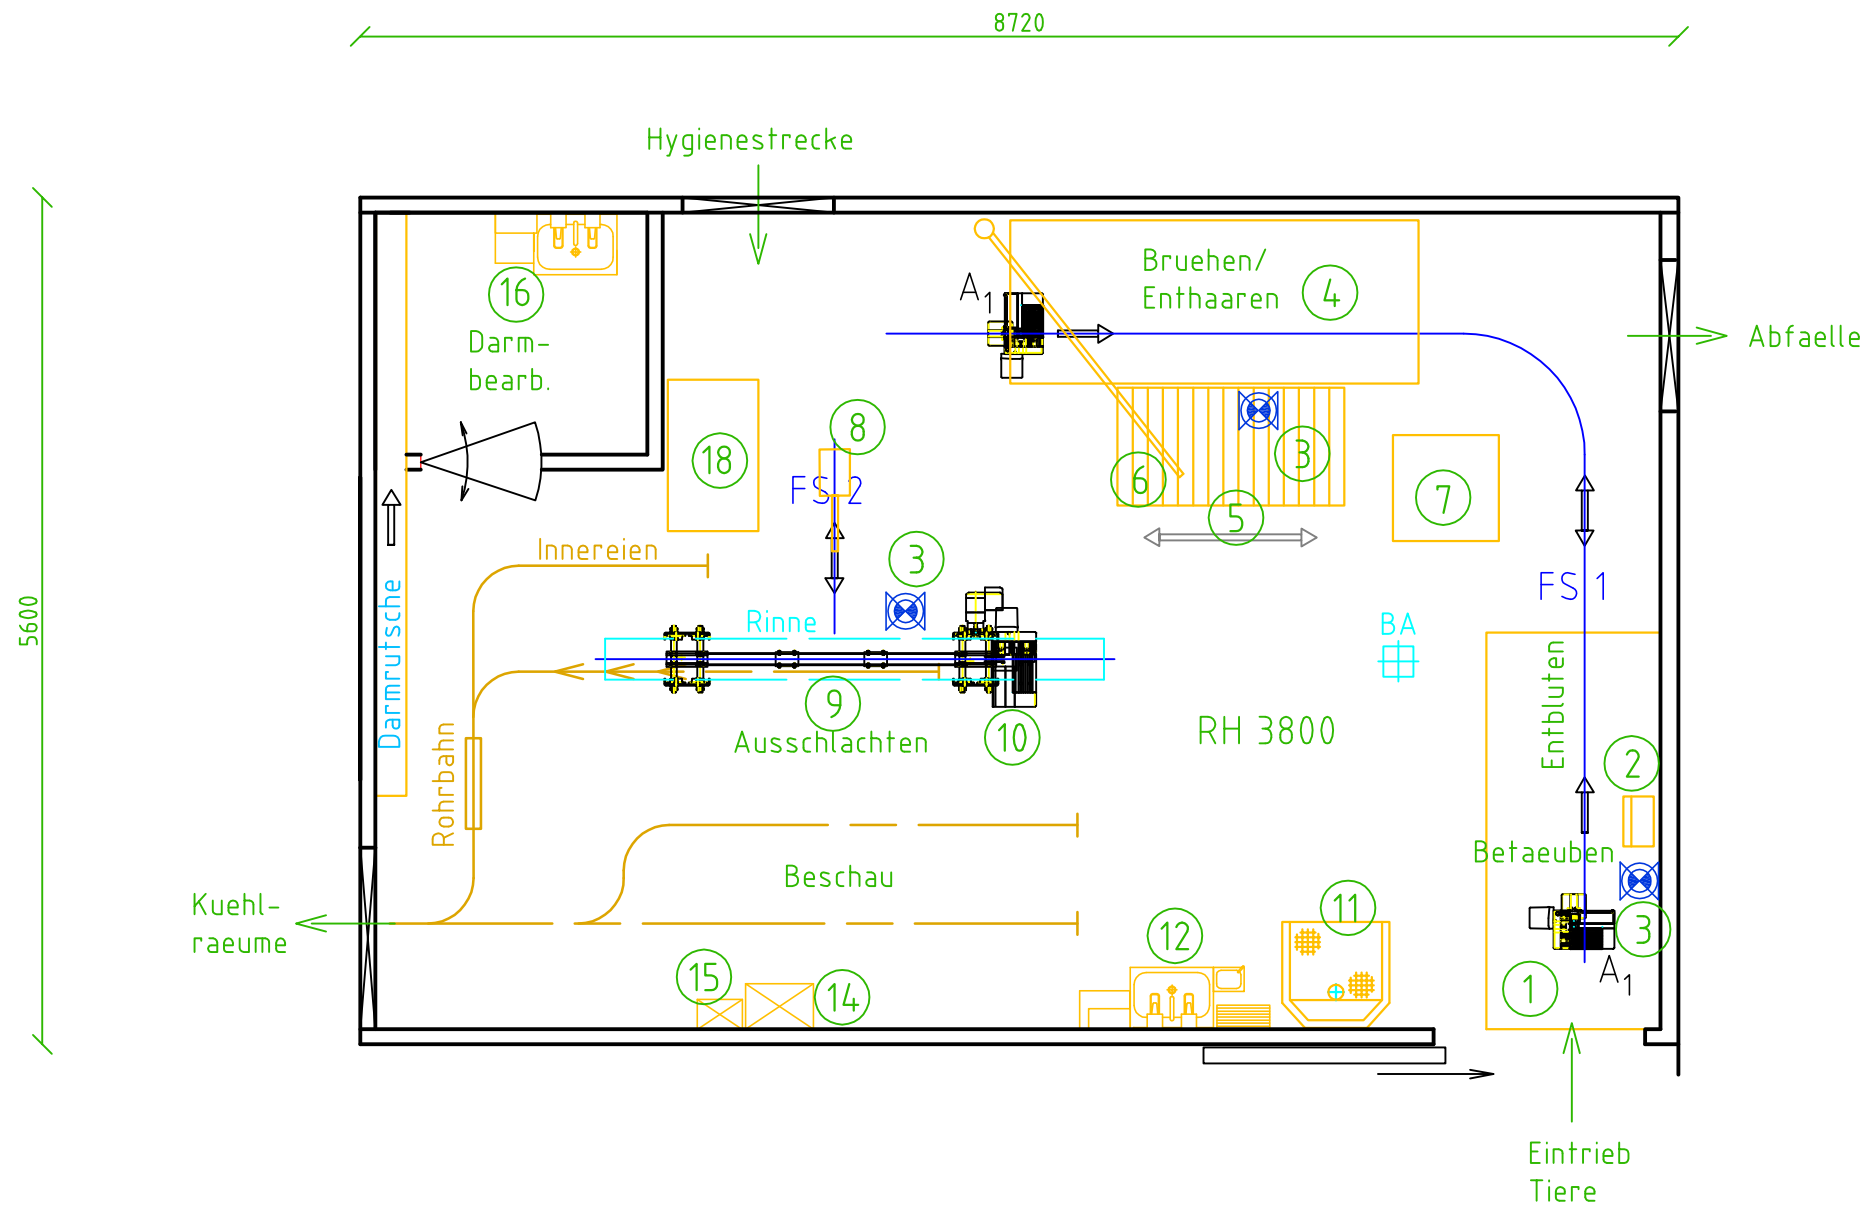 8720
Hygienestrecke
16
Darm-
bearb.
A1
Bruehen/
Enthaaren
4
Abfaelle
8
18
FS 2
6
3
5
7
Innereien
3
FS 1
5600
Darmrutsche
Rinne
BA
9
Ausschlachten
10
RH 3800
Entbluten
2
Rohrbahn
Betaeuben
Beschau
Kuehl-
raeume
11
12
3
A1
1
15
14
Eintrieb
Tiere